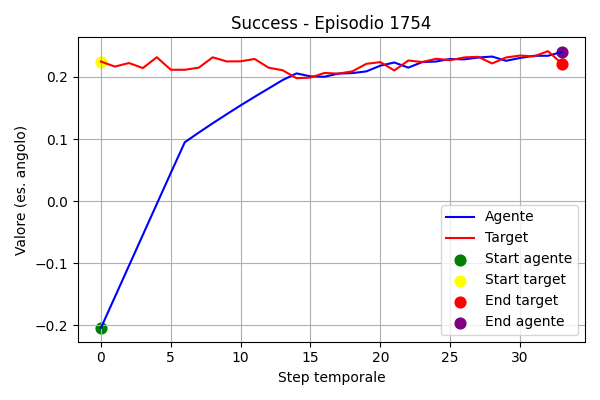 Success - Episodio 1754
Valore (es. angolo)
0.2
0.1
0.0
−0.1
−0.2
0
5
10
15
20
25
30
Step temporale
Agente
Target
Start agente
Start target
End target
End agente